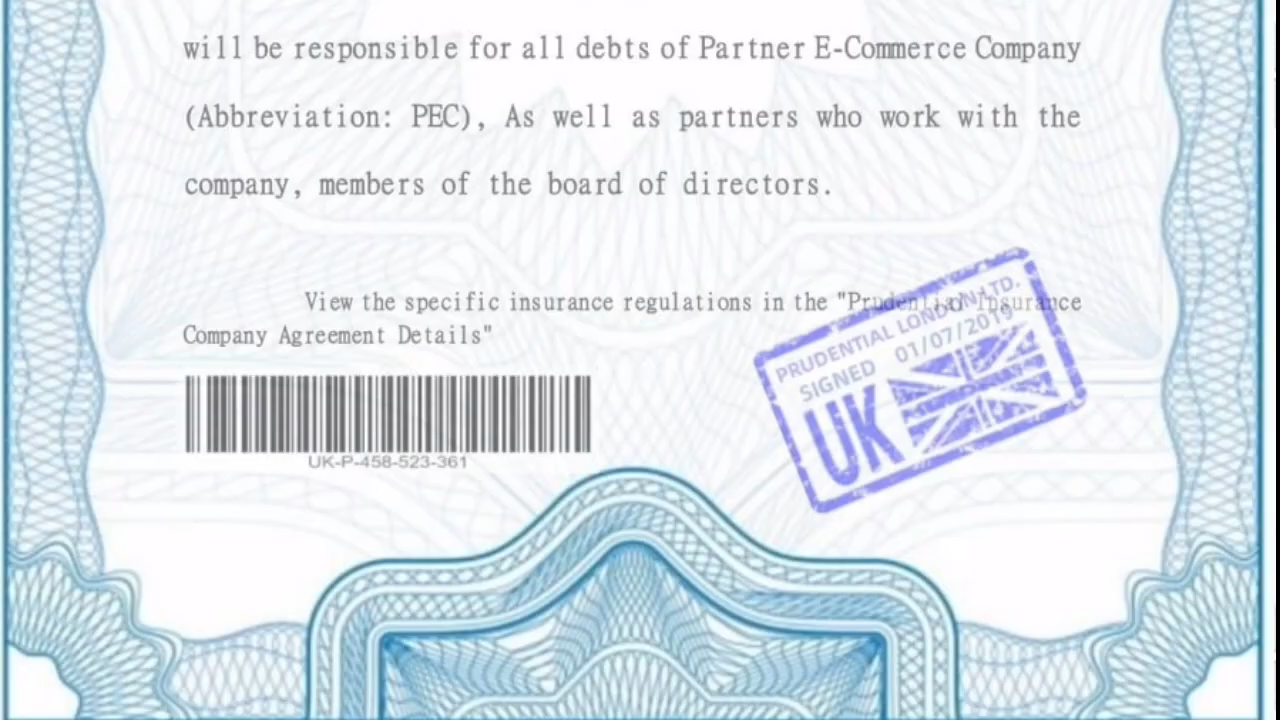 will be responsible for all debts of Partner E-Commerce Company
(Abbreviation: PEC), As well as partners who work with the
company, members of the board of directors.
View the specific insurance regulations in the "Prudential Insurance
Company Agreement Details"
UK-P-458-523-361
PRUDENTIAL LONDON LTD.
SIGNED 01/07/2019
UK